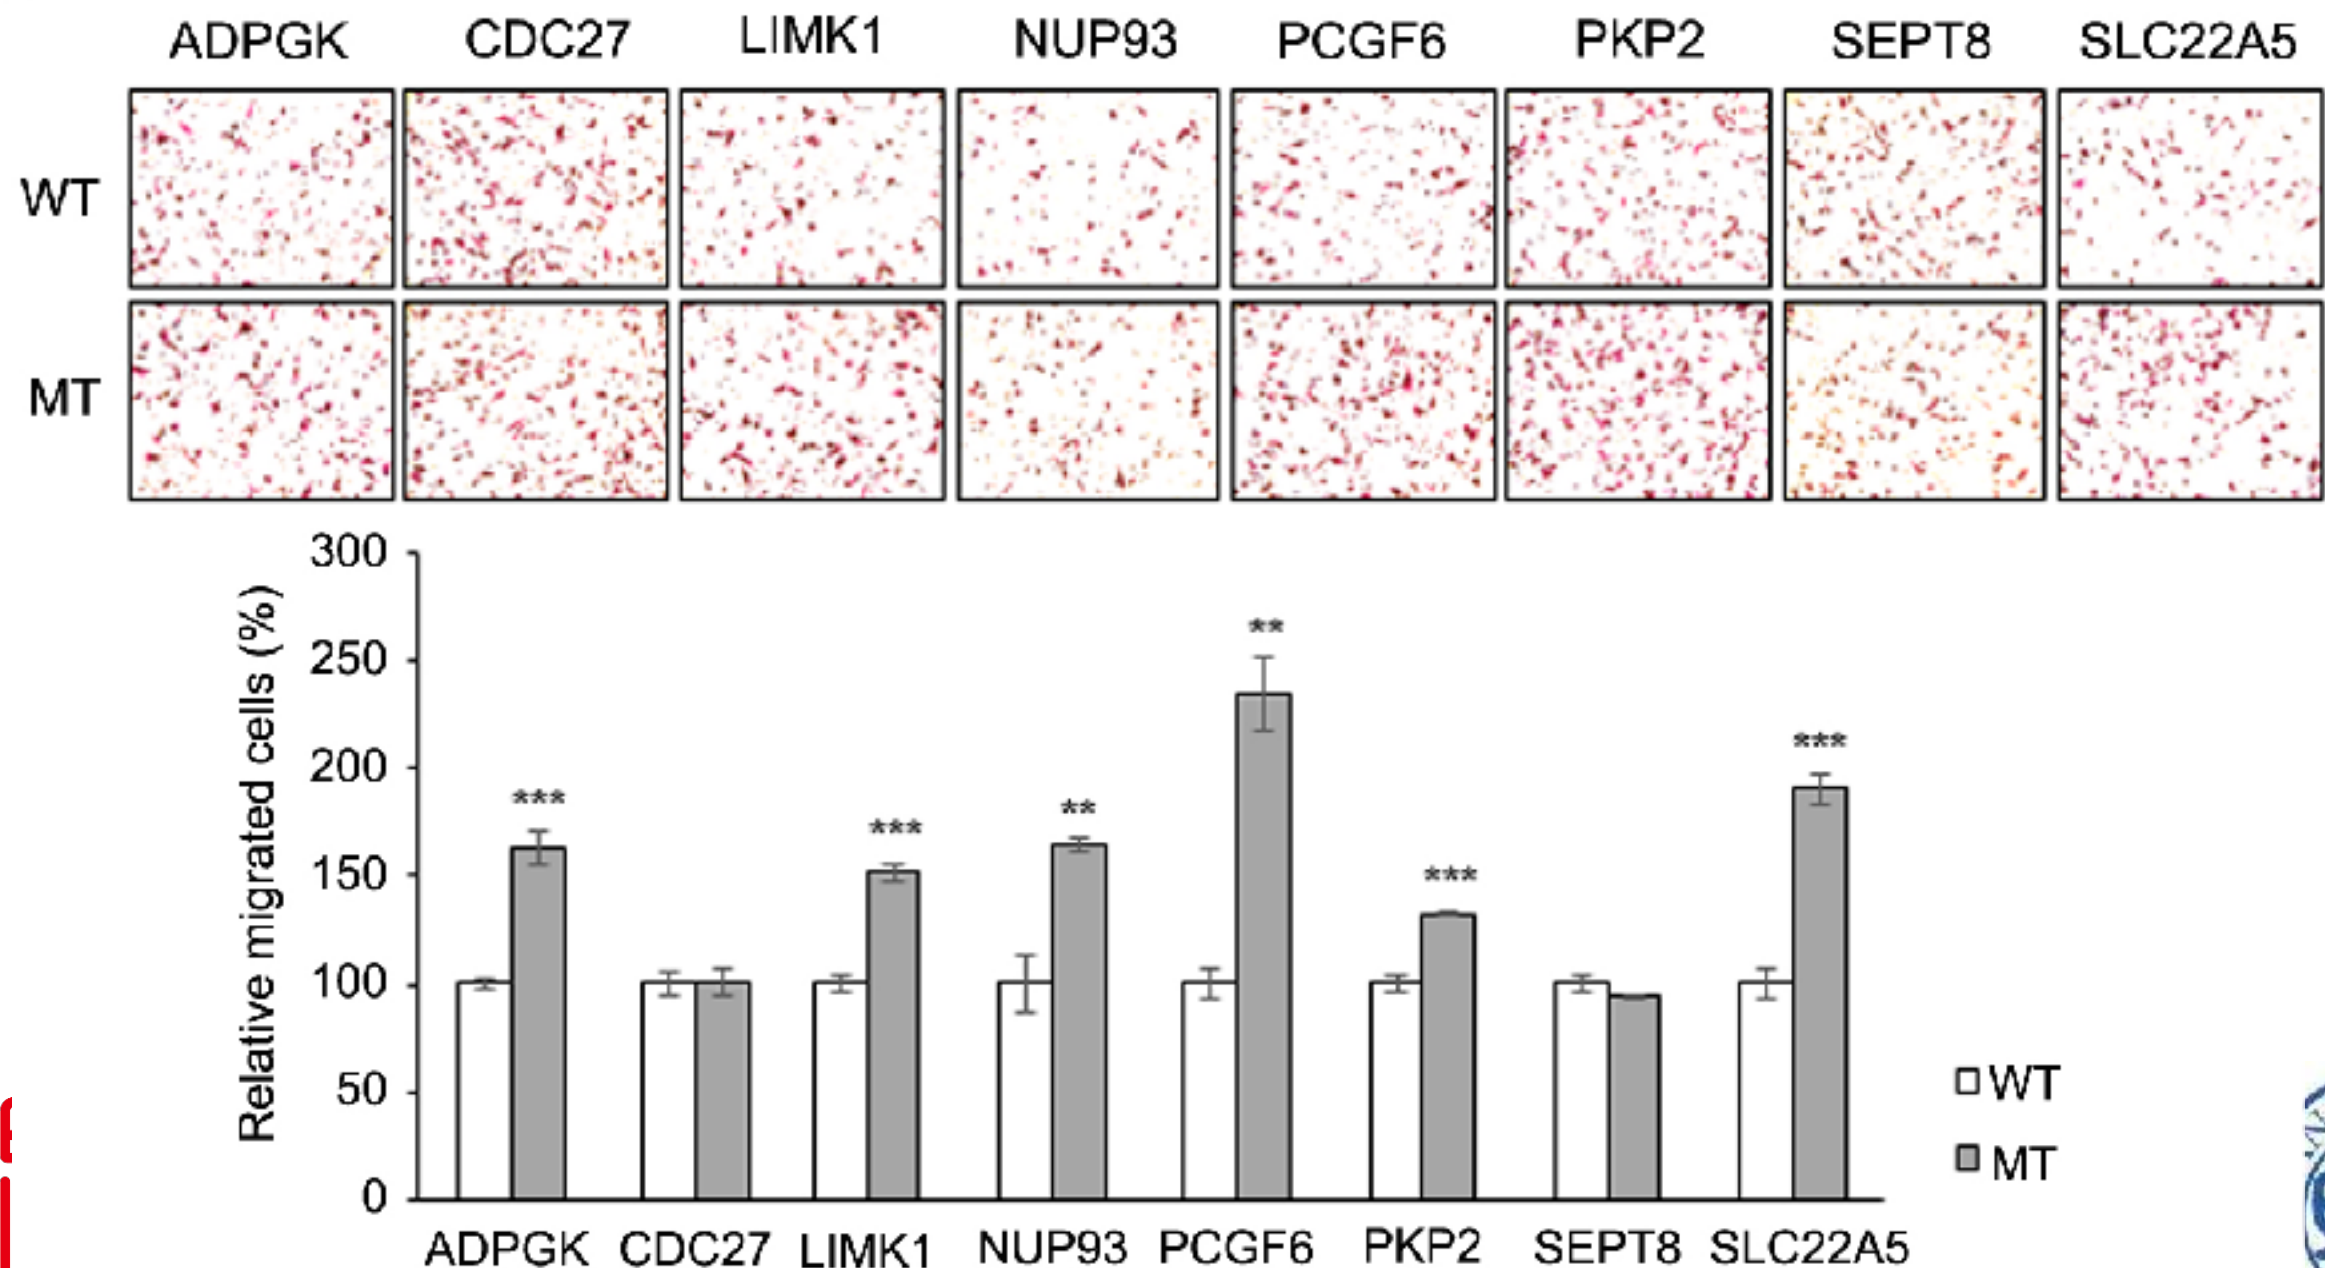 ADPGK CDC27 LIMK1 NUP93 PCGF6 PKP2 SEPT8 SLC22A5
WT
MT
Relative migrated cells (%)
300
250
200
150
100
50
0
***
***
**
**
***
***
ADPGK CDC27 LIMK1 NUP93 PCGF6 PKP2 SEPT8 SLC22A5
WT
MT